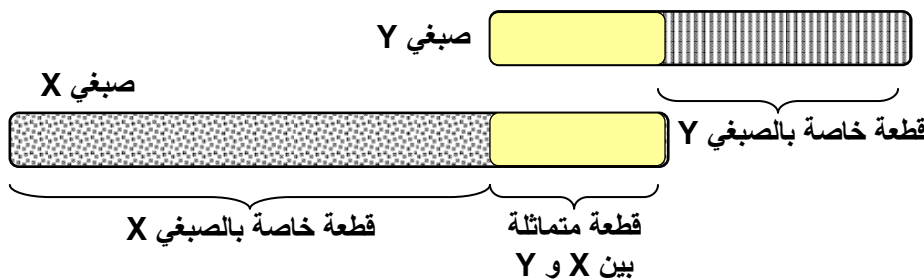 صبغي Y
صبغي X
قطعة خاصة بالصبغي Y
قطعة خاصة بالصبغي X
قطعة متماثلة
بين X و Y